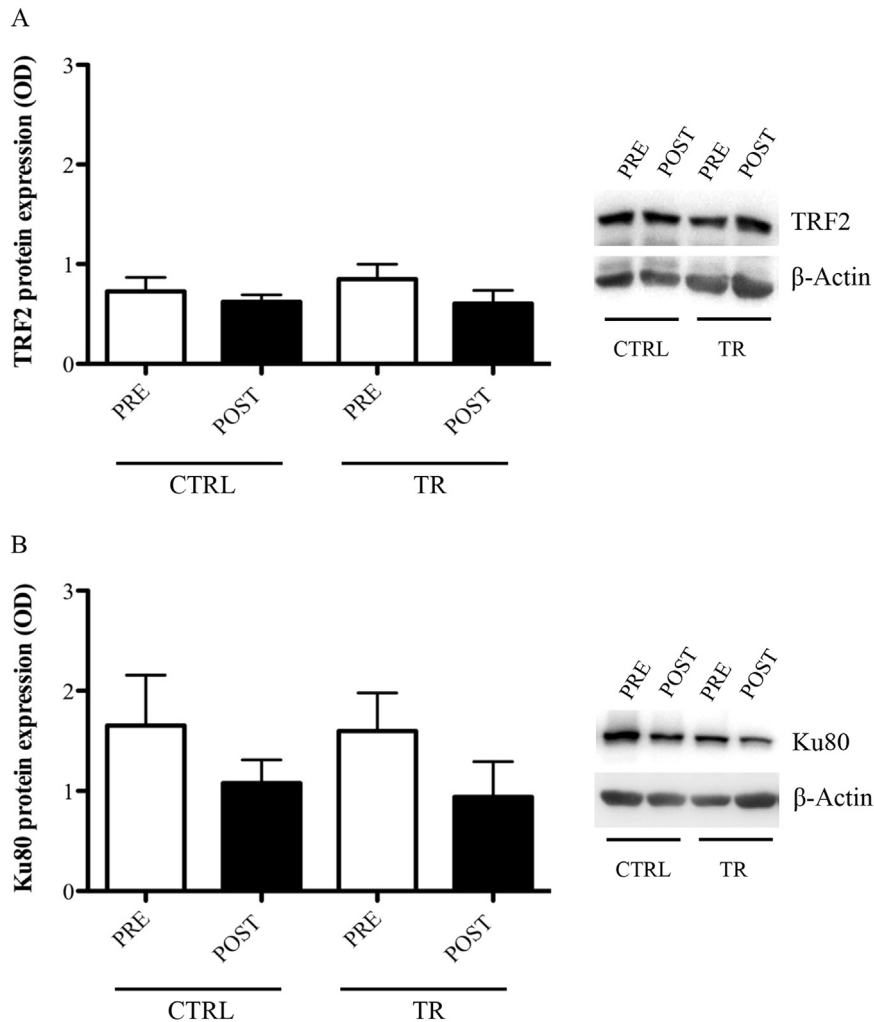 A
TRF2 protein expression (OD)
3
2
1
0
PRE
POST
PRE
POST
CTRL
TR
PRE
POST
PRE
POST
TRF2
β-Actin
CTRL
TR
B
Ku80 protein expression (OD)
3
2
1
0
PRE
POST
PRE
POST
CTRL
TR
PRE
POST
PRE
POST
Ku80
β-Actin
CTRL
TR